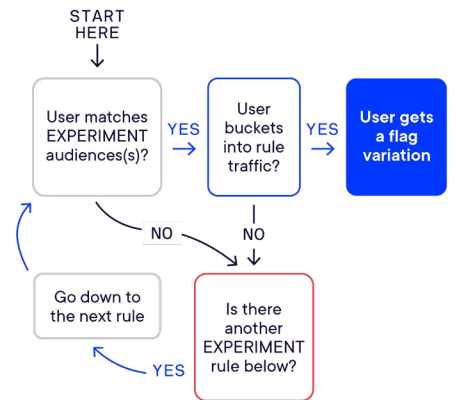 START
HERE
User matches
EXPERIMENT
audiences(s)?
YES
User
buckets
into rule
traffic?
YES
User gets
a flag
variation
NO
NO
Go down to
the next rule
Is there
another
EXPERIMENT
rule below?
YES